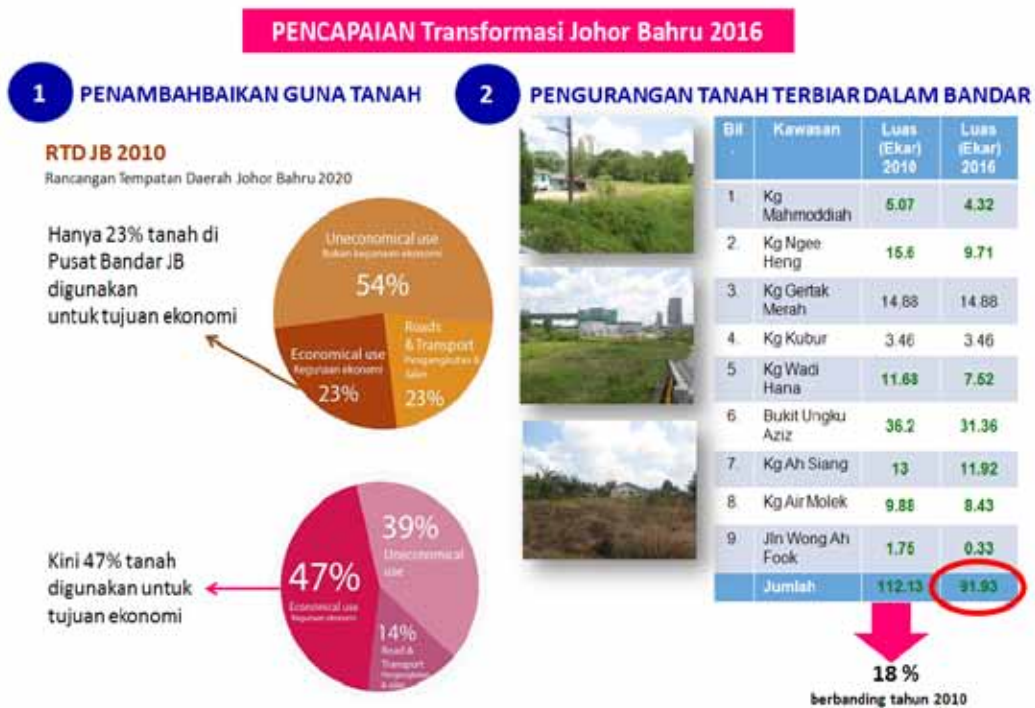 PENCAPAIAN Transformasi Johor Bahru 2016
1 PENAMBAHBAIKAN GUNA TANAH
RTD JB 2010
Rancangan Tempatan Daerah Johor Bahru 2020
Hanya 23% tanah di
Pusat Bandar JB
digunakan
untuk tujuan ekonomi
Uneconomical use
Bukan kegunaan ekonomi
54%
Economical use
Kegunaan ekonomi
23%
Roads
& Transport
Pengangkutan &
Jalan
23%
Kini 47% tanah
digunakan untuk
tujuan ekonomi
39%
Uneconomical
use
47%
Economical use
Kegunaan ekonomi
14%
Road &
Transport
Pengangkutan
& Jalan
2 PENGURANGAN TANAH TERBIAR DALAM BANDAR
Bil. Kawasan Luas (Ekar) 2010 Luas (Ekar) 2016
1. Kg Mahmoddiah 5.07 4.32
2. Kg Ngee Heng 15.6 9.71
3. Kg Gertak Merah 14.88 14.88
4. Kg Kubur 3.46 3.46
5. Kg Wadi Hana 11.68 7.52
6. Bukit Ungku Aziz 36.2 31.36
7. Kg Ah Siang 13 11.92
8. Kg Air Molek 9.88 8.43
9. Jln Wong Ah Fook 1.75 0.33
Jumlah 112.13 91.93
18 %
berbanding tahun 2010